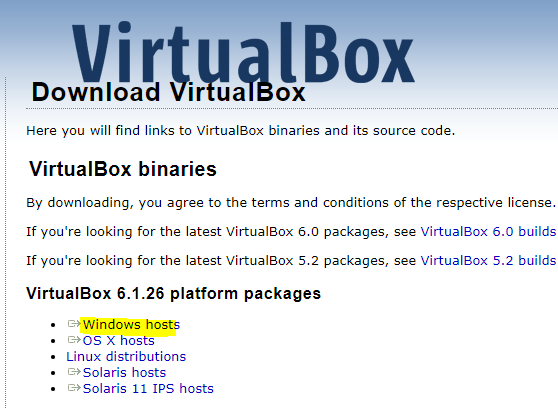 VirtualBox
Download VirtualBox
Here you will find links to VirtualBox binaries and its source code.
VirtualBox binaries
By downloading, you agree to the terms and conditions of the respective license.
If you're looking for the latest VirtualBox 6.0 packages, see VirtualBox 6.0 builds
If you're looking for the latest VirtualBox 5.2 packages, see VirtualBox 5.2 builds
VirtualBox 6.1.26 platform packages
Windows hosts
OS X hosts
Linux distributions
Solaris hosts
Solaris 11 IPS hosts